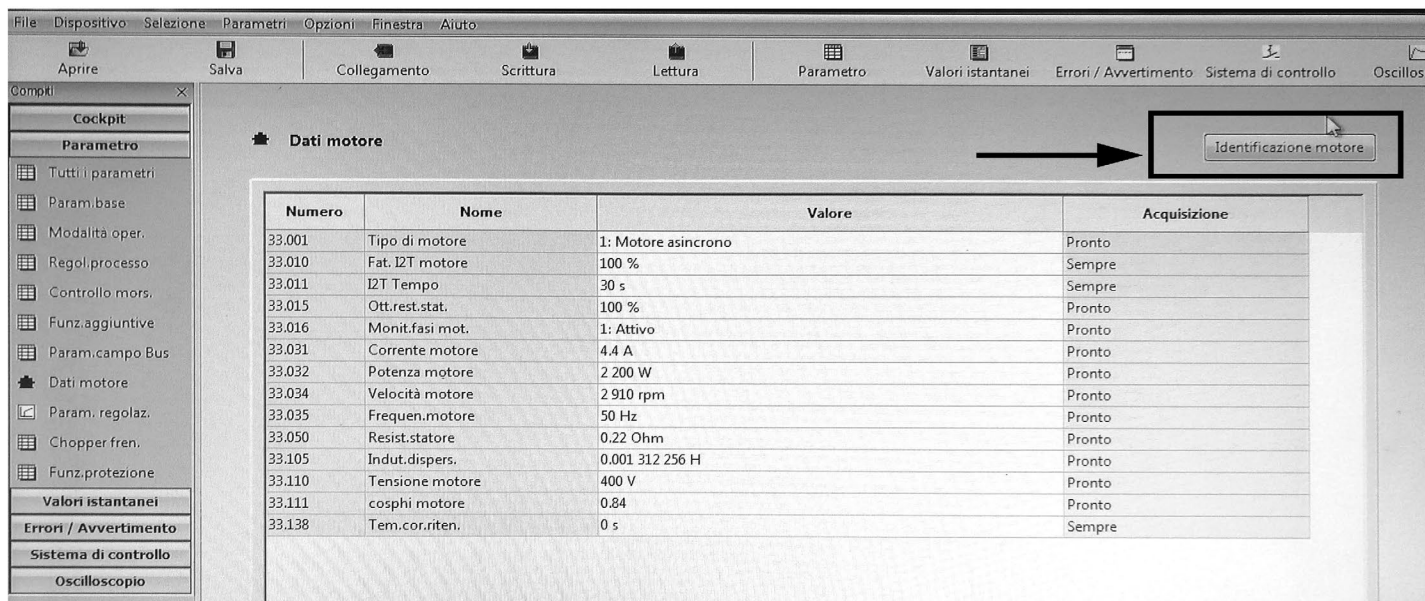 File Dispositivo Selezione Parametri Opzioni Finestra Aiuto
Aprire Salva Collegamento Scrittura Lettura Parametro Valori istantanei Errori / Avvertimento Sistema di controllo Oscillos
Compiti
Cockpit
Parametro
Tutti i parametri
Param.base
Modalità oper.
Regol.processo
Controllo mors.
Funz.aggiuntive
Param.campo Bus
Dati motore
Param. regolaz.
Chopper fren.
Funz.protezione
Valori istantanei
Errori / Avvertimento
Sistema di controllo
Oscilloscopio
Dati motore
Identificazione motore
Numero Nome Valore Acquisizione
33.001 Tipo di motore 1: Motore asincrono Pronto
33.010 Fat. I2T motore 100 % Sempre
33.011 I2T Tempo 30 s Sempre
33.015 Ott.rest.stat. 100 % Pronto
33.016 Monit.fasi mot. 1: Attivo Pronto
33.031 Corrente motore 4.4 A Pronto
33.032 Potenza motore 2 200 W Pronto
33.034 Velocità motore 2 910 rpm Pronto
33.035 Frequen.motore 50 Hz Pronto
33.050 Resist.statore 0.22 Ohm Pronto
33.105 Indut.dispers. 0.001 312 256 H Pronto
33.110 Tensione motore 400 V Pronto
33.111 cosphi motore 0.84 Pronto
33.138 Tem.cor.riten. 0 s Sempre